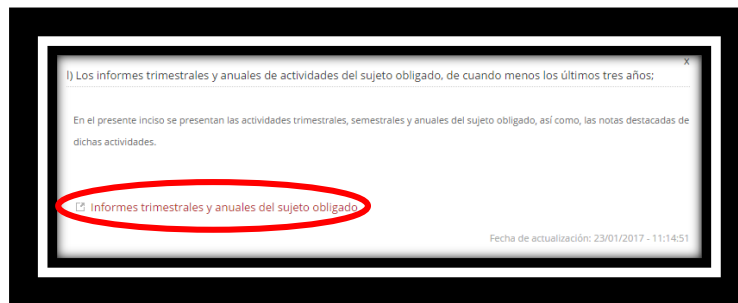 x
l) Los informes trimestrales y anuales de actividades del sujeto obligado, de cuando menos los últimos tres años;
En el presente inciso se presentan las actividades trimestrales, semestrales y anuales del sujeto obligado, así como, las notas destacadas de
dichas actividades.
Informes trimestrales y anuales del sujeto obligado
Fecha de actualización: 23/01/2017 - 11:14:51